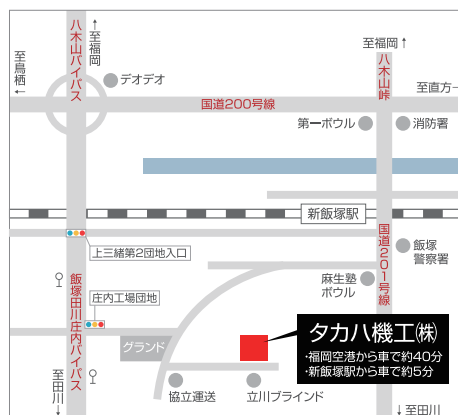 八木山バイパス
↑至福岡
至鳥栖
←
デオデオ
国道200号線
至福岡↑
八木山峠
至直方
第一ボウル
消防署
新飯塚駅
上三緒第2団地入口
国道201号線
飯塚
警察署
麻生塾
ボウル
飯塚田川庄内バイパス
庄内工場団地
グランド
タカハ機工㈱
・福岡空港から車で約40分
・新飯塚駅から車で約5分
至田川↓
協立運送
立川ブラインド
↓至田川